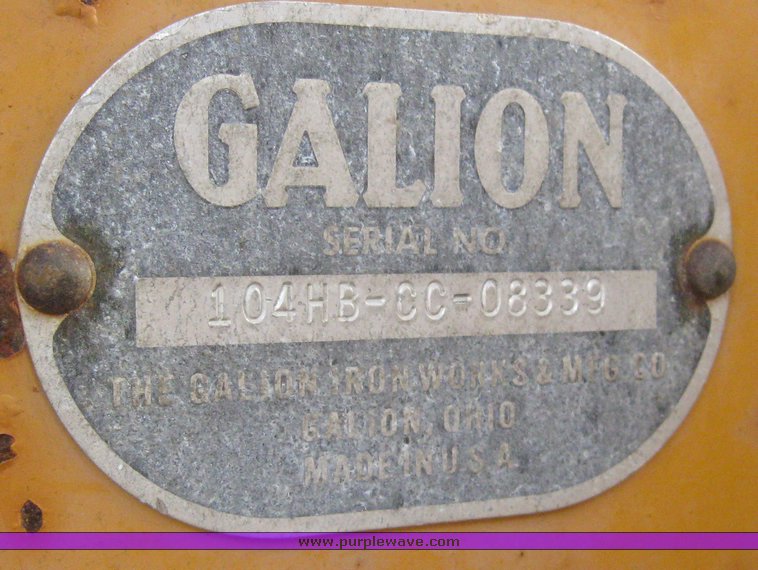 GALION
SERIAL NO
104HB-CC-08339
THE GALION IRON WORKS & MFG CO
GALION, OHIO
MADE IN U S A
www.purplewave.com